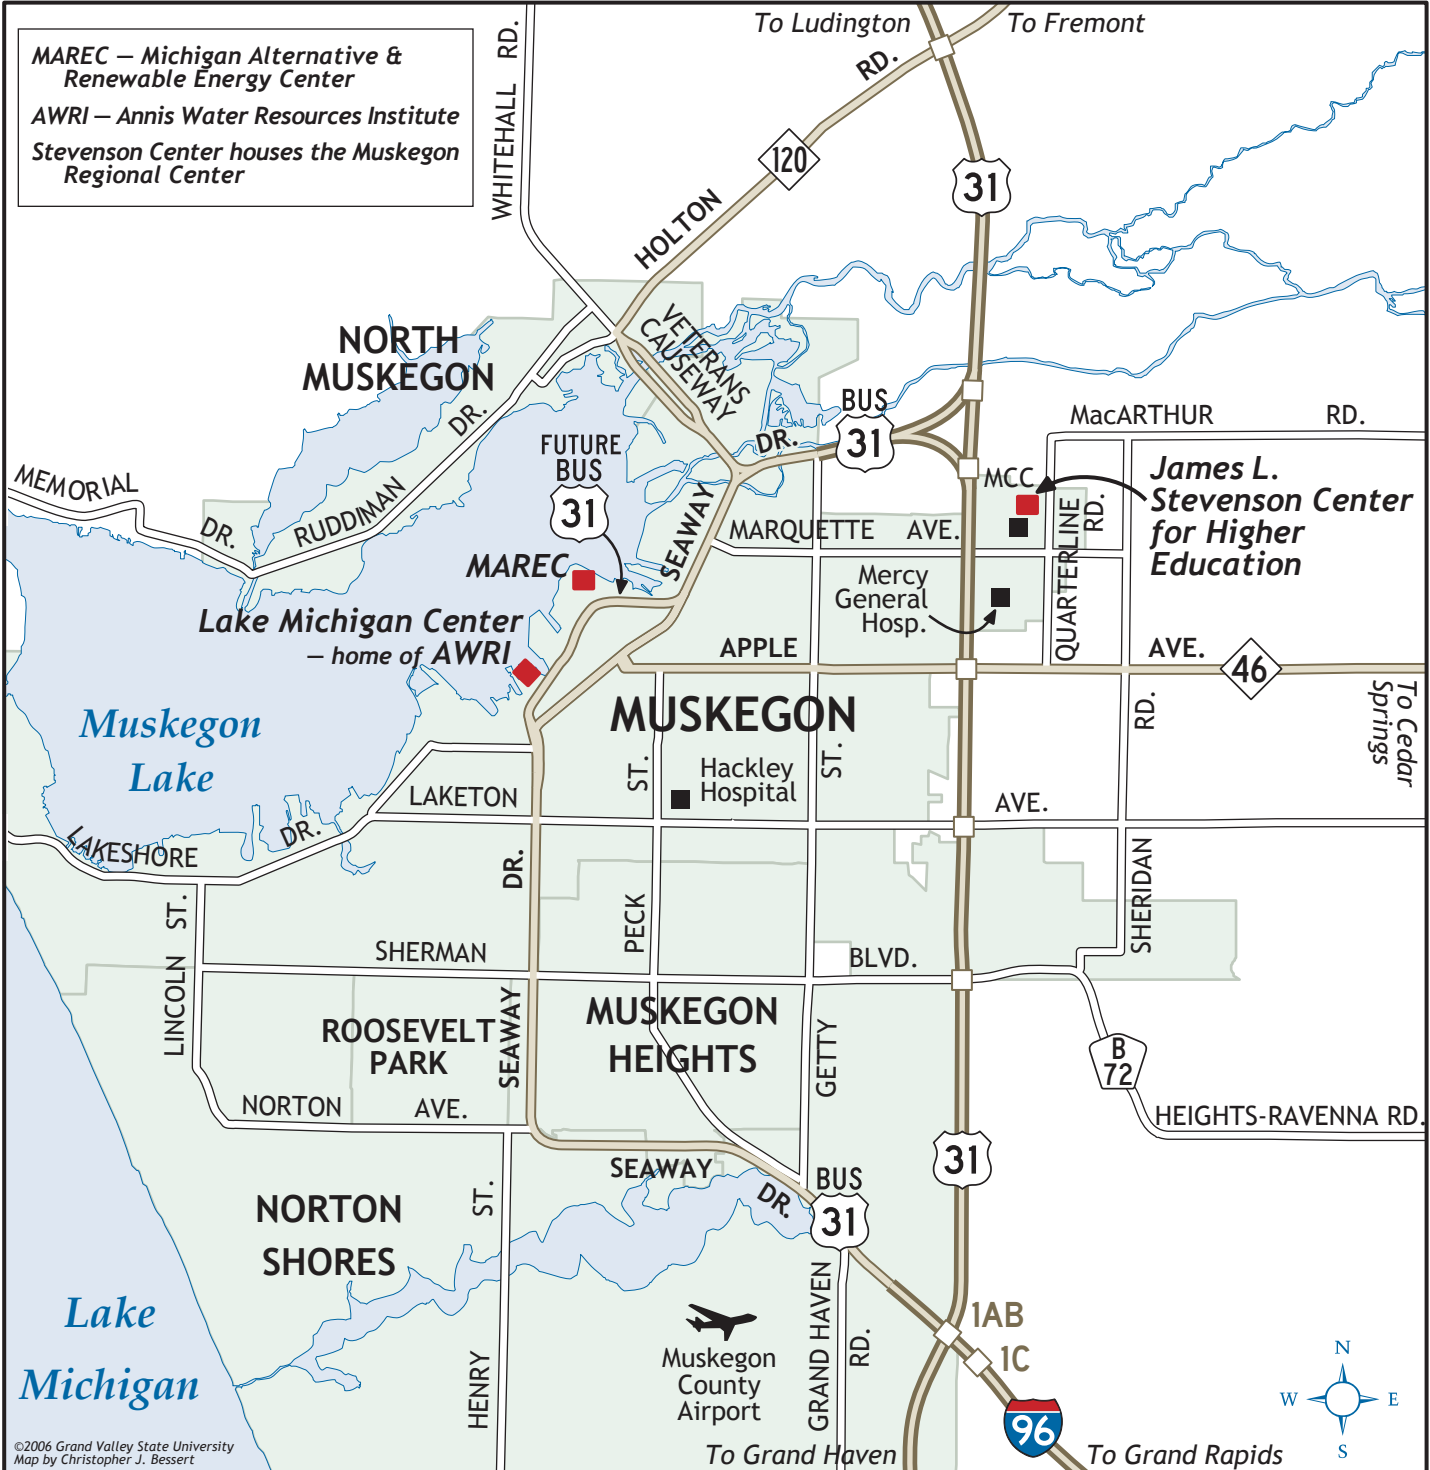 To Ludington
To Fremont
MAREC — Michigan Alternative &
Renewable Energy Center
AWRI — Annis Water Resources Institute
Stevenson Center houses the Muskegon
Regional Center
WHITEHALL RD.
HOLTON RD.
120
31
NORTH
MUSKEGON
VETERANS
CAUSEWAY
BUS
31
DR.
MacARTHUR RD.
FUTURE
BUS
31
MCC
James L.
Stevenson Center
for Higher
Education
MEMORIAL
DR.
RUDDIMAN
DR.
SEAWAY
MARQUETTE AVE.
QUARTERLINE
RD.
MAREC
Mercy
General
Hosp.
Lake Michigan Center
— home of AWRI
APPLE
AVE.
46
To Cedar
Springs
MUSKEGON
Muskegon
Lake
ST.
Hackley
Hospital
ST.
RD.
LAKETON
AVE.
LAKESHORE
DR.
DR.
PECK
SHERIDAN
LINCOLN ST.
SHERMAN
BLVD.
ROOSEVELT
PARK
SEAWAY
MUSKEGON
HEIGHTS
GETTY
B
72
NORTON AVE.
HEIGHTS-RAVENNA RD.
SEAWAY
DR.
BUS
31
31
NORTON
SHORES
ST.
HENRY
Lake
Michigan
Muskegon
County
Airport
GRAND HAVEN
RD.
1AB
1C
96
N
W
E
S
To Grand Haven
To Grand Rapids
©2006 Grand Valley State University
Map by Christopher J. Bessert